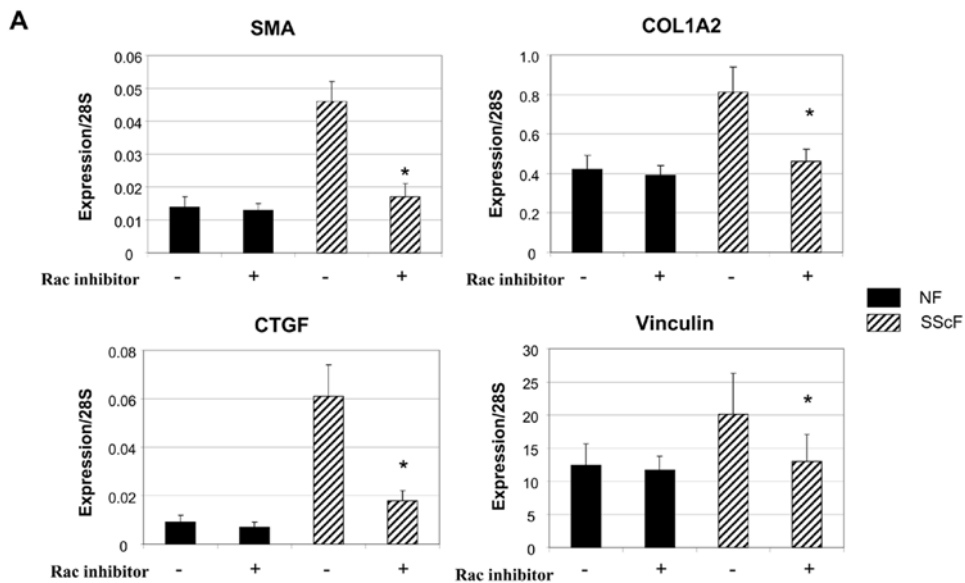 A
SMA
Expression/28S
0.06
0.05
0.04
0.03
0.02
0.01
0
*
Rac inhibitor - + - +
COL1A2
Expression/28S
1.0
0.8
0.6
0.4
0.2
0
*
Rac inhibitor - + - +
NF
SScF
CTGF
Expression/28S
0.08
0.06
0.04
0.02
0
*
Rac inhibitor - + - +
Vinculin
Expression/28S
30
25
20
15
10
5
0
*
Rac inhibitor - + - +